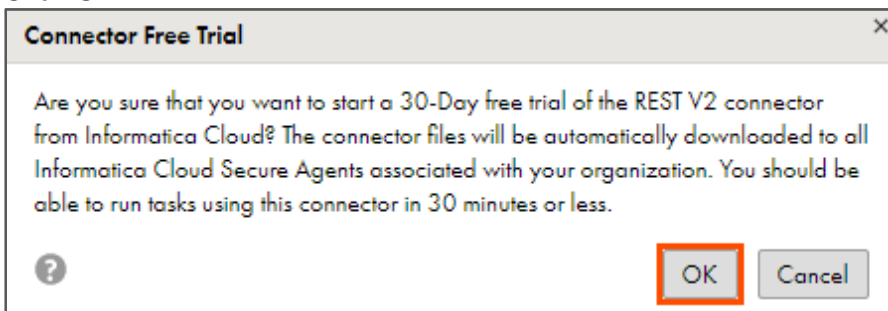 Connector Free Trial
×
Are you sure that you want to start a 30-Day free trial of the REST V2 connector
from Informatica Cloud? The connector files will be automatically downloaded to all
Informatica Cloud Secure Agents associated with your organization. You should be
able to run tasks using this connector in 30 minutes or less.
?
OK Cancel